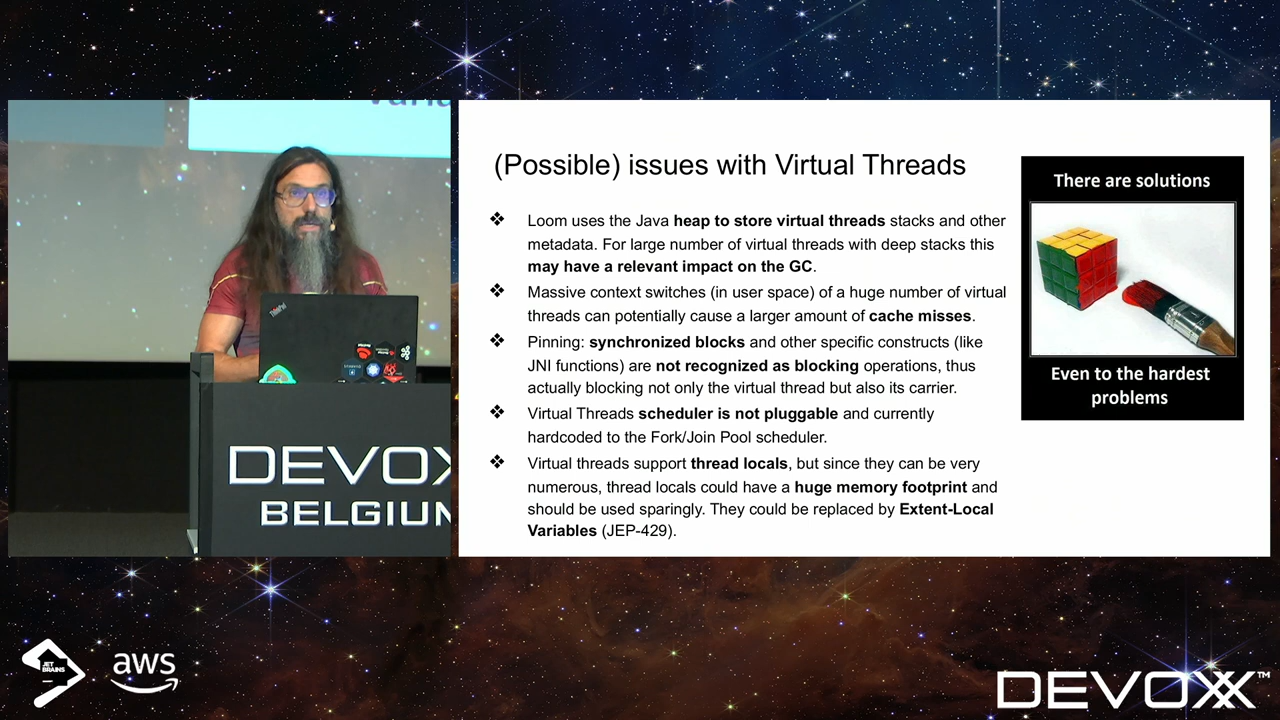 (Possible) issues with Virtual Threads
❖ Loom uses the Java heap to store virtual threads stacks and other
metadata. For large number of virtual threads with deep stacks this
may have a relevant impact on the GC.
❖ Massive context switches (in user space) of a huge number of virtual
threads can potentially cause a larger amount of cache misses.
❖ Pinning: synchronized blocks and other specific constructs (like
JNI functions) are not recognized as blocking operations, thus
actually blocking not only the virtual thread but also its carrier.
❖ Virtual Threads scheduler is not pluggable and currently
hardcoded to the Fork/Join Pool scheduler.
❖ Virtual threads support thread locals, but since they can be very
numerous, thread locals could have a huge memory footprint and
should be used sparingly. They could be replaced by Extent-Local
Variables (JEP-429).
There are solutions
Even to the hardest
problems
ThinkPad
DEVOX
BELGIUM
JET
BRAINS
aws
DEVOXX™